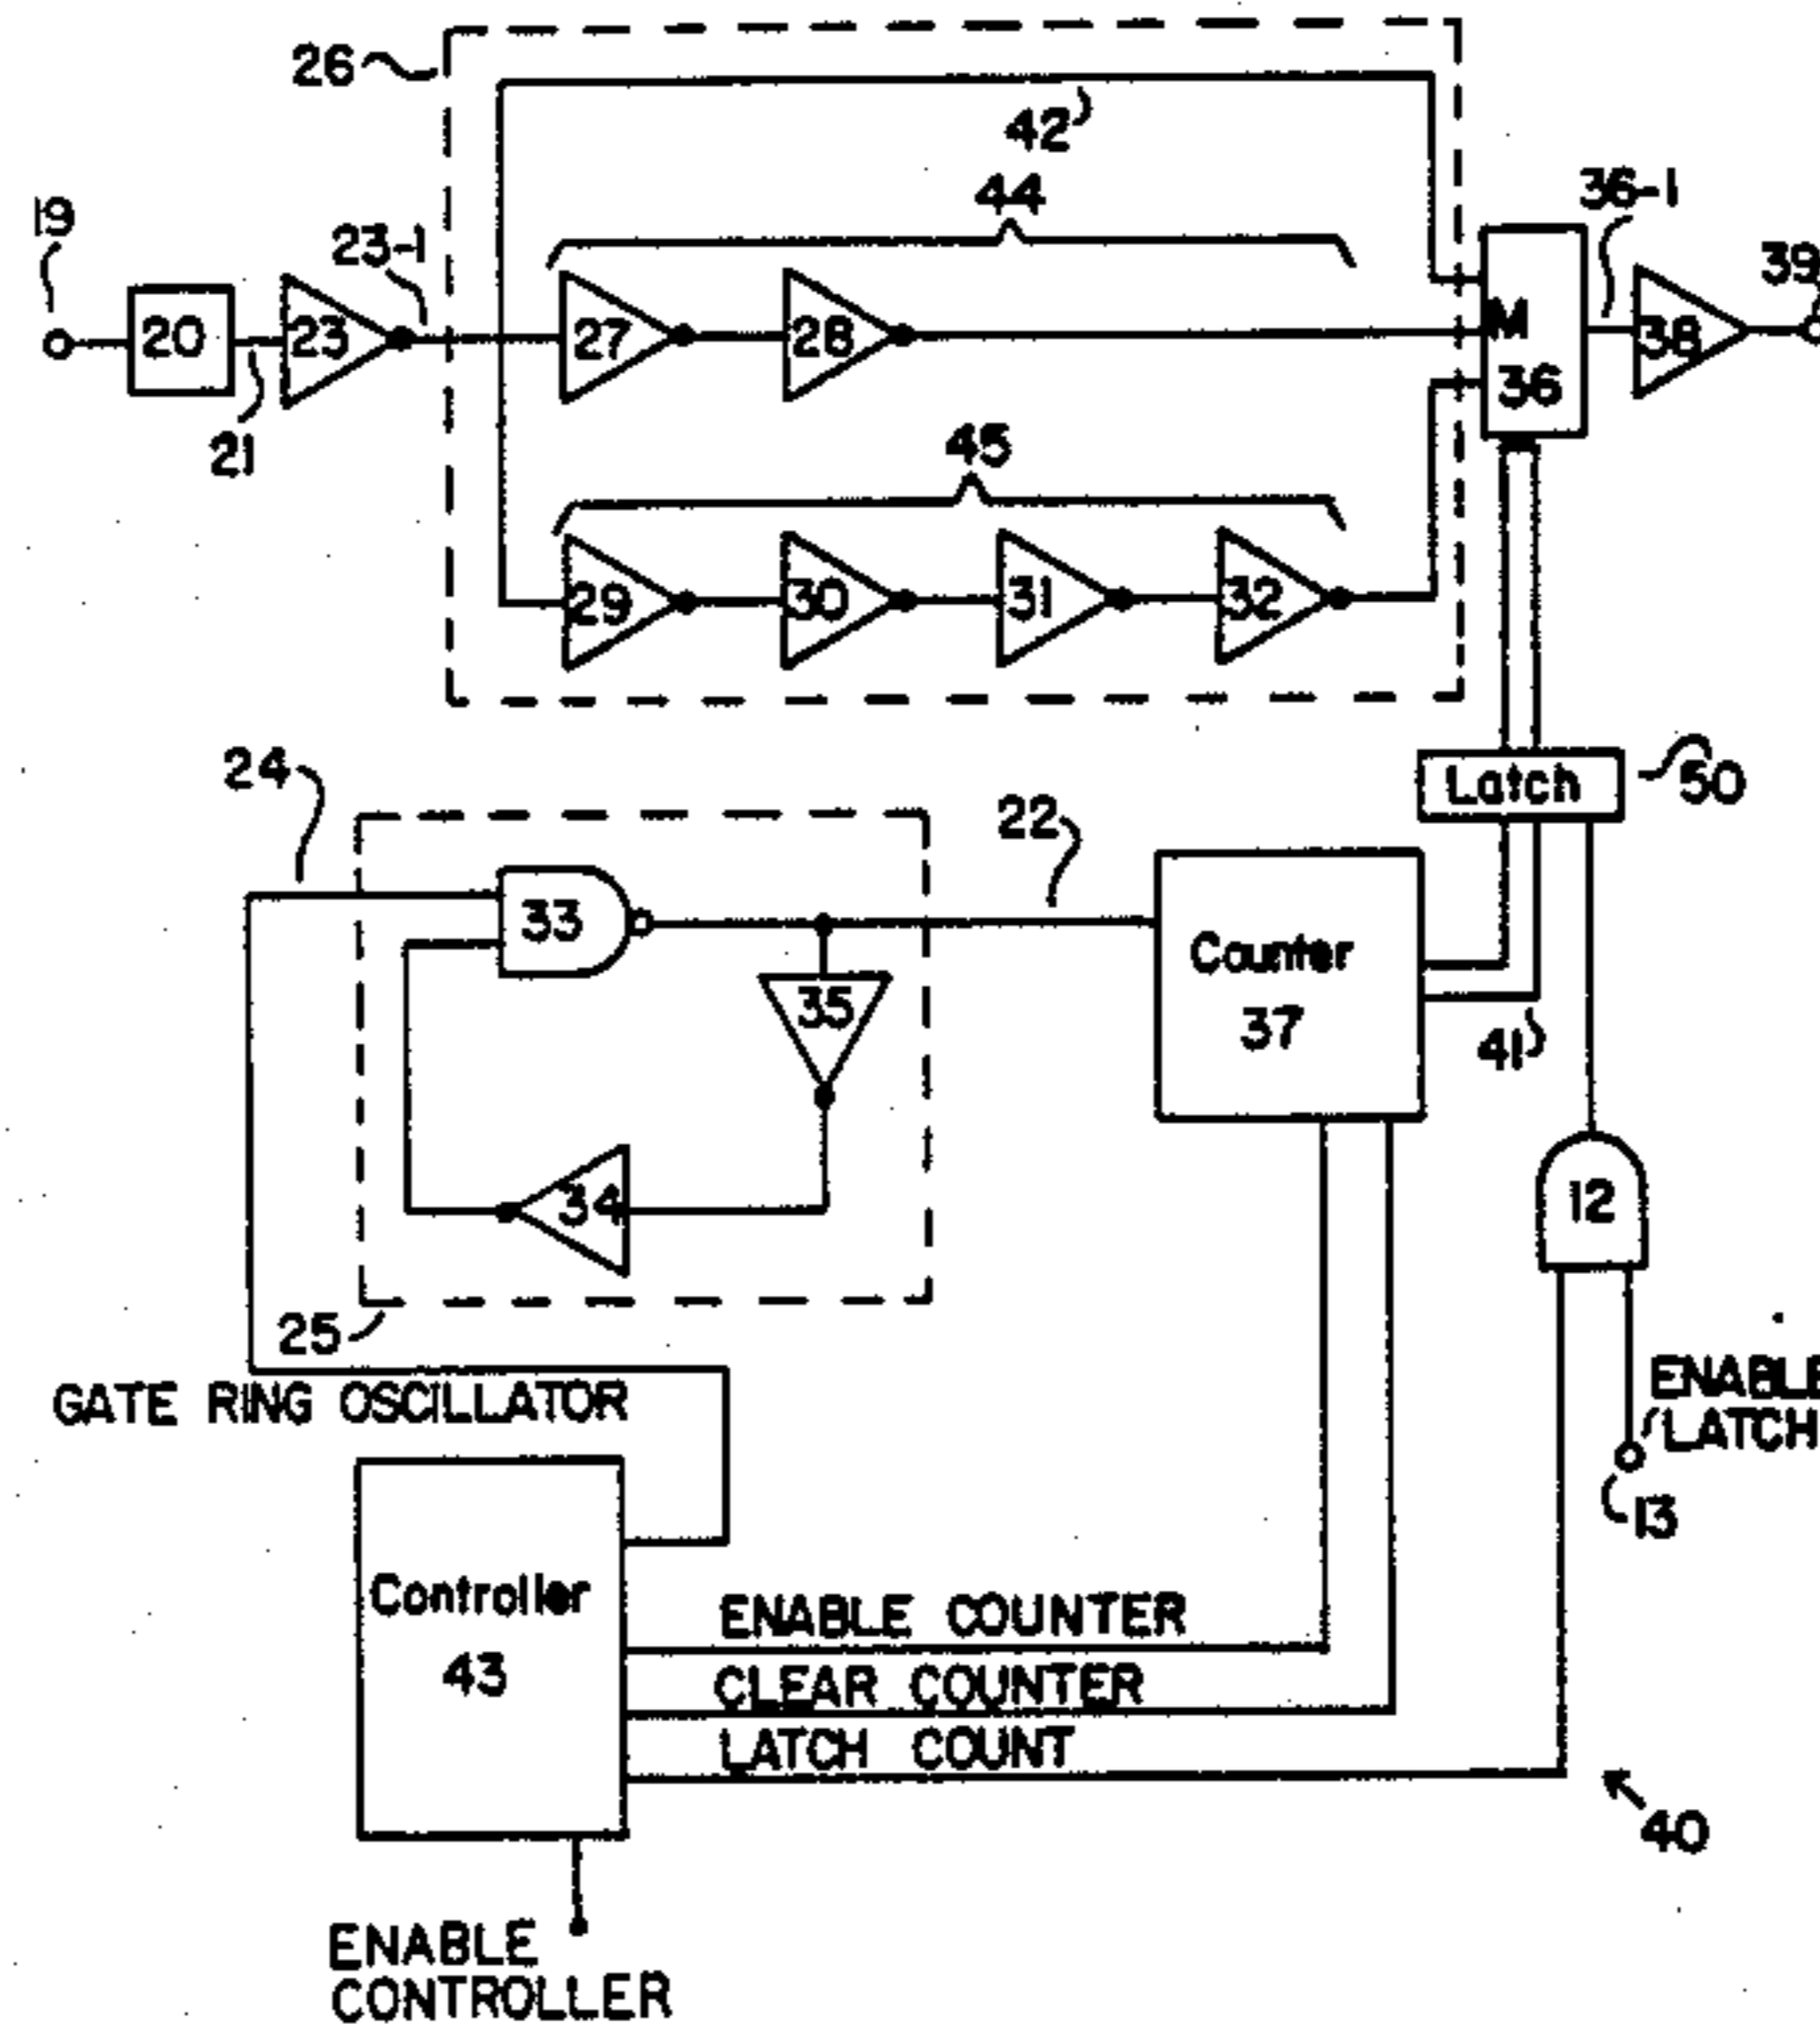 26
42
44
19
23-1
36-1
39
20
23
27
28
M
36
38
21
45
29
30
31
32
24
22
Latch
50
33
Counter
37
35
41
34
12
25
GATE RING OSCILLATOR
ENABLE
LATCH
13
Controller
43
ENABLE COUNTER
CLEAR COUNTER
LATCH COUNT
40
ENABLE
CONTROLLER